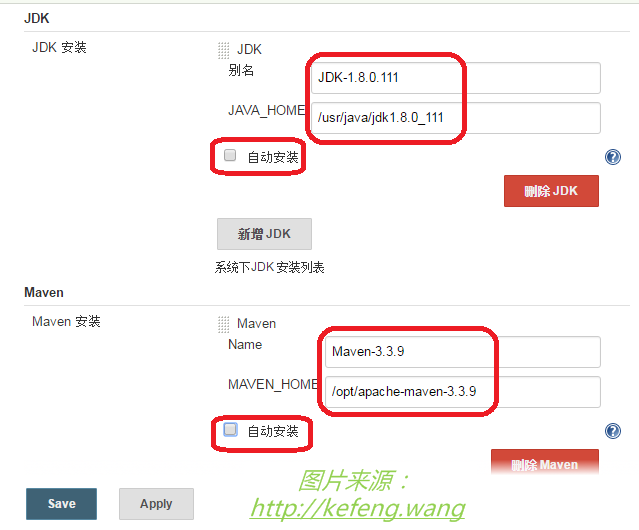 JDK
JDK 安装
JDK
别名
JDK-1.8.0.111
JAVA_HOME
/usr/java/jdk1.8.0_111
自动安装
?
删除 JDK
新增 JDK
系统下JDK 安装列表
Maven
Maven 安装
Maven
Name
Maven-3.3.9
MAVEN_HOME
/opt/apache-maven-3.3.9
自动安装
?
删除 Maven
图片来源：
http://kefeng.wang
Save
Apply